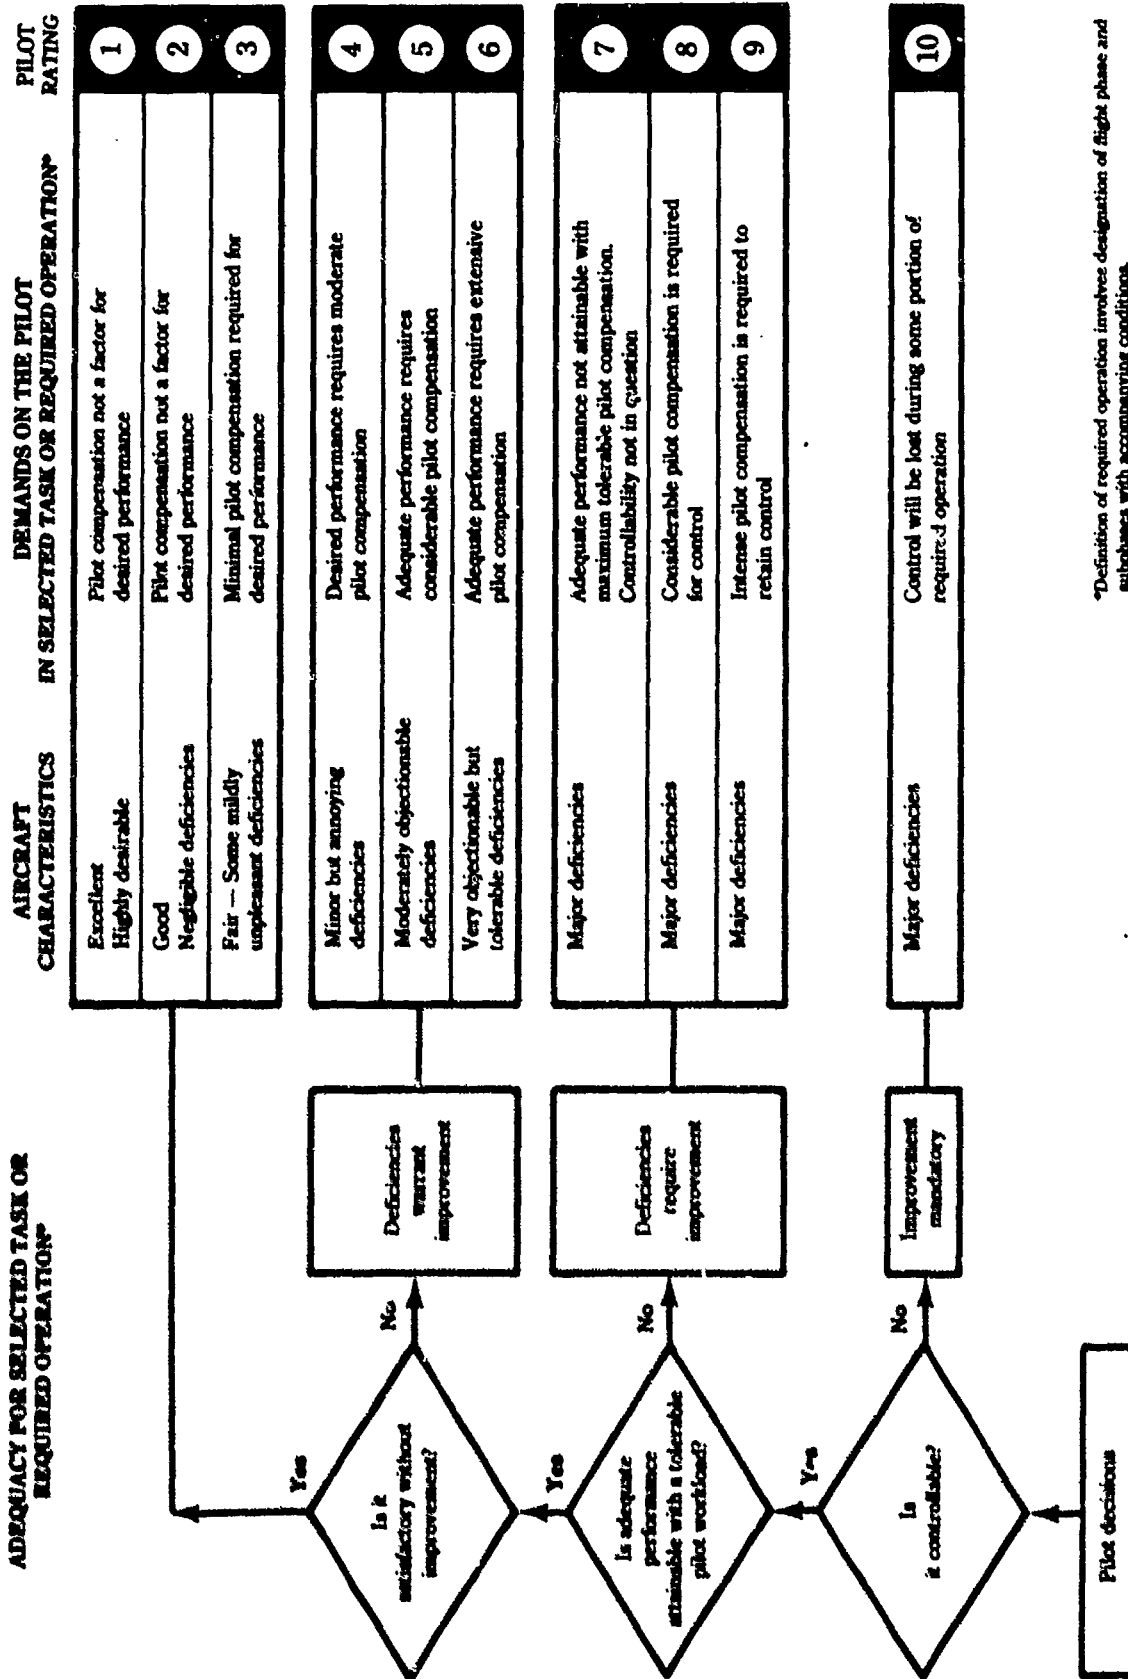 ADEQUACY FOR SELECTED TASK OR
REQUIRED OPERATION*
AIRCRAFT
CHARACTERISTICS
DEMANDS ON THE PILOT
IN SELECTED TASK OR REQUIRED OPERATION*
PILOT
RATING
Excellent
Highly desirable
Pilot compensation not a factor for
desired performance
1
Good
Negligible deficiencies
Pilot compensation not a factor for
desired performance
2
Fair — Some mildly
unpleasant deficiencies
Minimal pilot compensation required for
desired performance
3
Yes
Is it
satisfactory without
improvement?
No
Deficiencies
warrant
improvement
Minor but annoying
deficiencies
Desired performance requires moderate
pilot compensation
4
Moderately objectionable
deficiencies
Adequate performance requires
considerable pilot compensation
5
Very objectionable but
tolerable deficiencies
Adequate performance requires extensive
pilot compensation
6
Yes
Is adequate
performance
attainable with a tolerable
pilot workload?
No
Deficiencies
require
improvement
Major deficiencies
Adequate performance not attainable with
maximum tolerable pilot compensation.
Controllability not in question
7
Major deficiencies
Considerable pilot compensation is required
for control
8
Major deficiencies
Intense pilot compensation is required to
retain control
9
Yes
Is
it controllable?
No
Improvement
mandatory
Major deficiencies
Control will be lost during some portion of
required operation
10
Pilot decisions
*Definition of required operation involves designation of flight phase and
subphases with accompanying conditions.